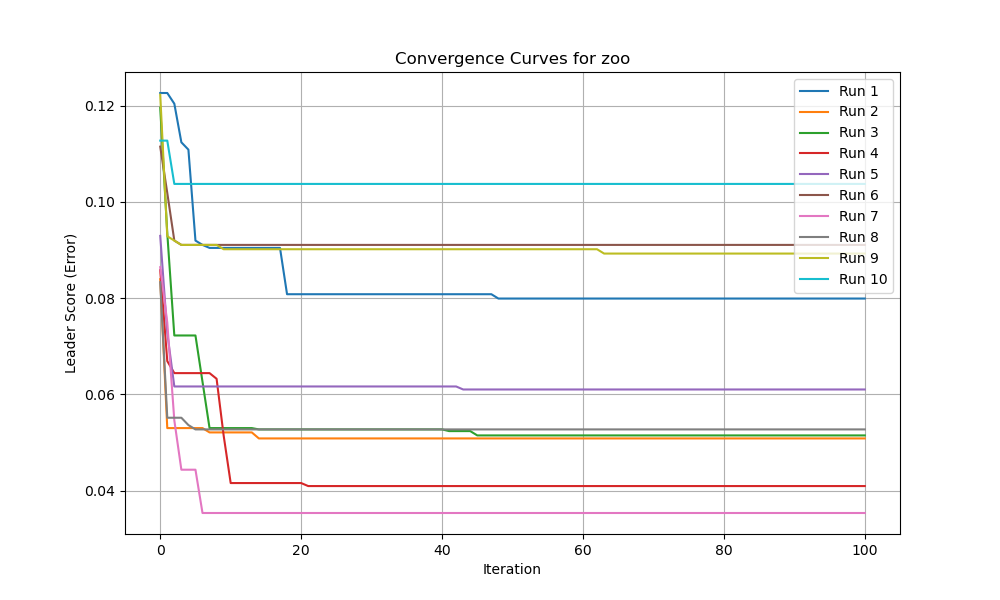 Convergence Curves for zoo
Leader Score (Error)
0.12
0.10
0.08
0.06
0.04
0
20
40
60
80
100
Iteration
Run 1
Run 2
Run 3
Run 4
Run 5
Run 6
Run 7
Run 8
Run 9
Run 10